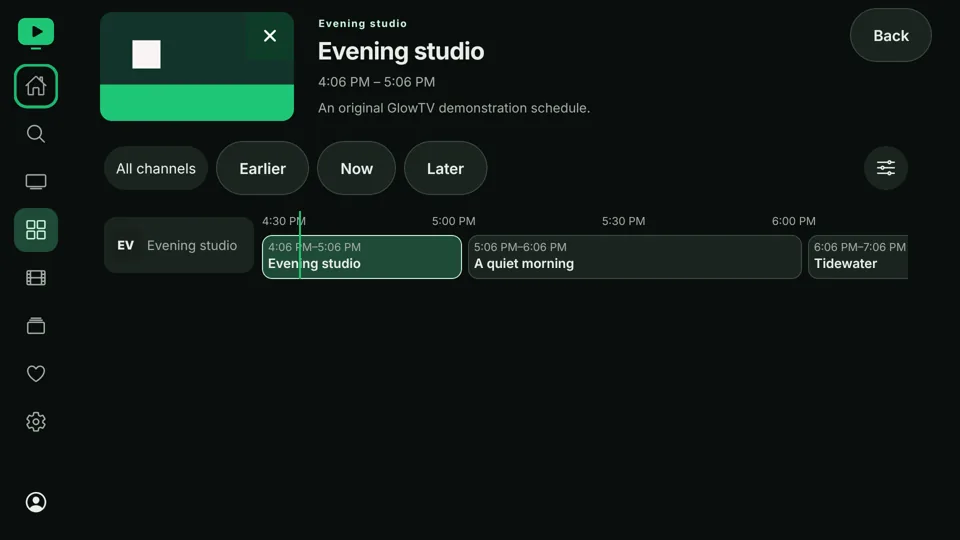 Evening studio
Evening studio
4:06 PM – 5:06 PM
An original GlowTV demonstration schedule.
Back
All channels
Earlier
Now
Later
4:30 PM
5:00 PM
5:30 PM
6:00 PM
EV Evening studio
4:06 PM–5:06 PM
Evening studio
5:06 PM–6:06 PM
A quiet morning
6:06 PM–7:06 PM
Tidewater